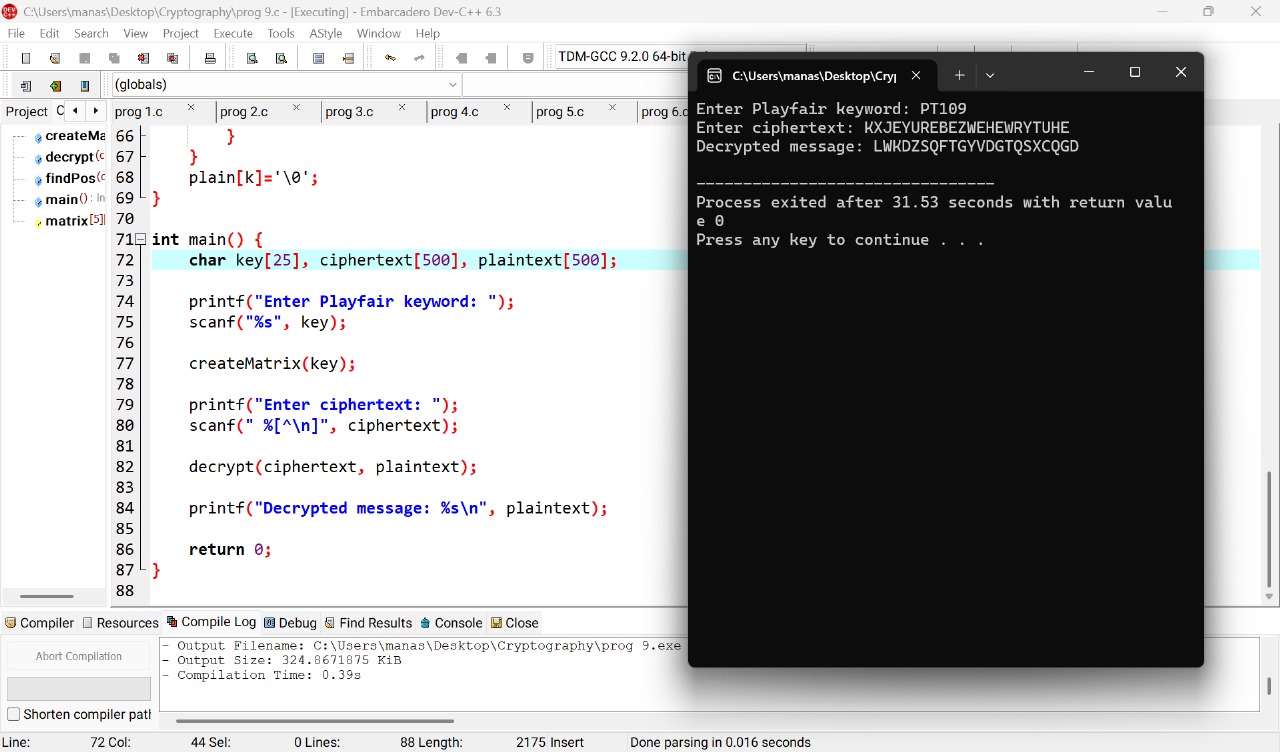 C:\Users\manas\Desktop\Cryptography\prog 9.c - [Executing] - Embarcadero Dev-C++ 6.3
File Edit Search View Project Execute Tools AStyle Window Help
TDM-GCC 9.2.0 64-bit
(globals)
Project
prog 1.c prog 2.c prog 3.c prog 4.c prog 5.c prog 6.c
createMa
decrypt(c
findPos(c
main() : in
matrix[5]
66 }
67 }
68 plain[k]='\0';
69 }
70
71 int main() {
72 char key[25], ciphertext[500], plaintext[500];
73
74 printf("Enter Playfair keyword: ");
75 scanf("%s", key);
76
77 createMatrix(key);
78
79 printf("Enter ciphertext: ");
80 scanf(" %[^\n]", ciphertext);
81
82 decrypt(ciphertext, plaintext);
83
84 printf("Decrypted message: %s\n", plaintext);
85
86 return 0;
87 }
88
C:\Users\manas\Desktop\Cry
Enter Playfair keyword: PT109
Enter ciphertext: KXJEYUREBEZWEHEWRYTUHE
Decrypted message: LWKDZSQFTGYVDGTQSXCQGD
--------------------------------
Process exited after 31.53 seconds with return valu
e 0
Press any key to continue . . .
Compiler Resources Compile Log Debug Find Results Console Close
Abort Compilation
Shorten compiler path
- Output Filename: C:\Users\manas\Desktop\Cryptography\prog 9.exe
- Output Size: 324.8671875 KiB
- Compilation Time: 0.39s
Line: 72 Col: 44 Sel: 0 Lines: 88 Length: 2175 Insert Done parsing in 0.016 seconds